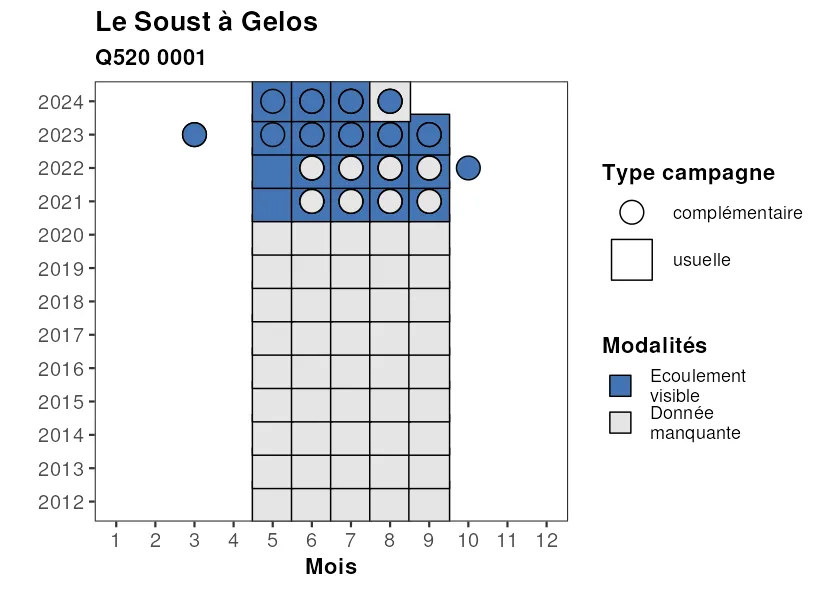 Le Soust à Gelos
Q520 0001
2024
2023
2022
2021
2020
2019
2018
2017
2016
2015
2014
2013
2012
1 2 3 4 5 6 7 8 9 10 11 12
Mois
Type campagne
complémentaire
usuelle
Modalités
Ecoulement
visible
Donnée
manquante